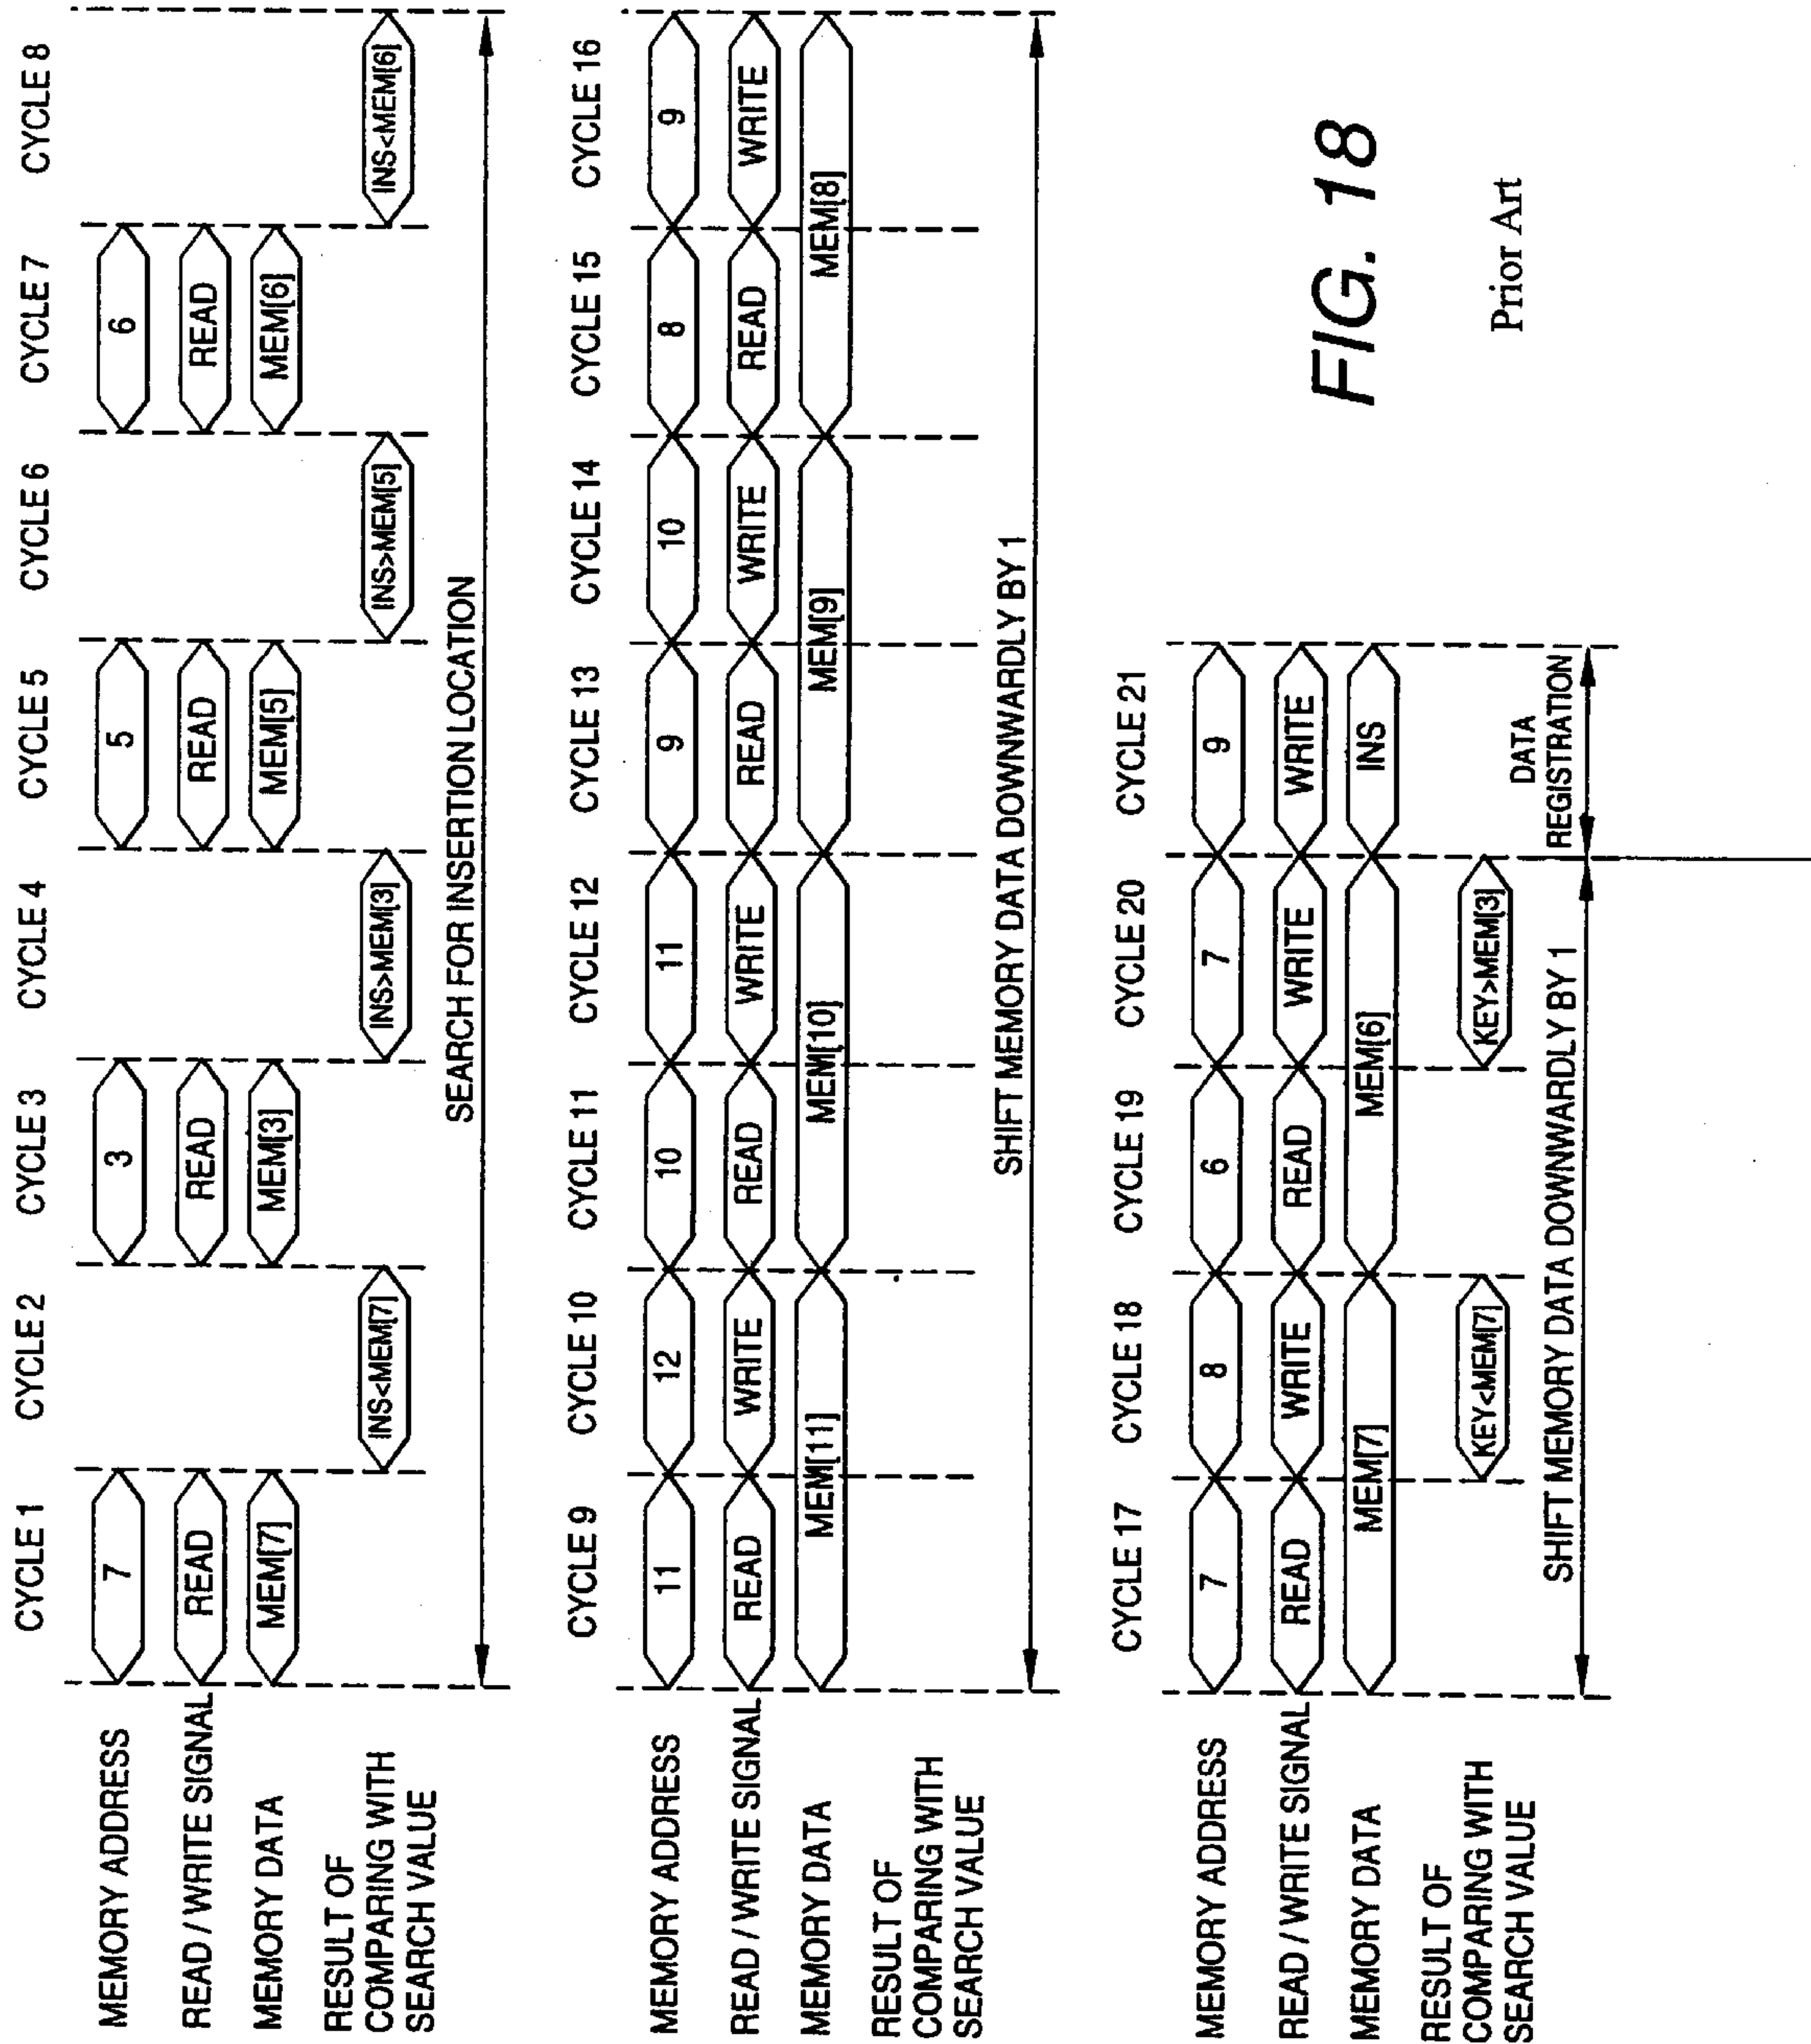 CYCLE 1 CYCLE 2 CYCLE 3 CYCLE 4 CYCLE 5 CYCLE 6 CYCLE 7 CYCLE 8
MEMORY ADDRESS 7 3 5 6
READ / WRITE SIGNAL READ READ READ READ
MEMORY DATA MEM[7] MEM[3] MEM[5] MEM[6]
RESULT OF
COMPARING WITH INS<MEM[7] INS>MEM[3] INS>MEM[5] INS<MEM[6]
SEARCH VALUE
SEARCH FOR INSERTION LOCATION
CYCLE 9 CYCLE 10 CYCLE 11 CYCLE 12 CYCLE 13 CYCLE 14 CYCLE 15 CYCLE 16
MEMORY ADDRESS 11 12 10 11 9 10 8 9
READ / WRITE SIGNAL READ WRITE READ WRITE READ WRITE READ WRITE
MEMORY DATA MEM[11] MEM[10] MEM[9] MEM[8]
RESULT OF
COMPARING WITH
SEARCH VALUE
SHIFT MEMORY DATA DOWNWARDLY BY 1
CYCLE 17 CYCLE 18 CYCLE 19 CYCLE 20 CYCLE 21
MEMORY ADDRESS 7 8 6 7 9
READ / WRITE SIGNAL READ WRITE READ WRITE WRITE
MEMORY DATA MEM[7] MEM[6] INS
RESULT OF
COMPARING WITH KEY<MEM[7] KEY>MEM[3]
SEARCH VALUE
SHIFT MEMORY DATA DOWNWARDLY BY 1
DATA
REGISTRATION
FIG. 18
Prior Art